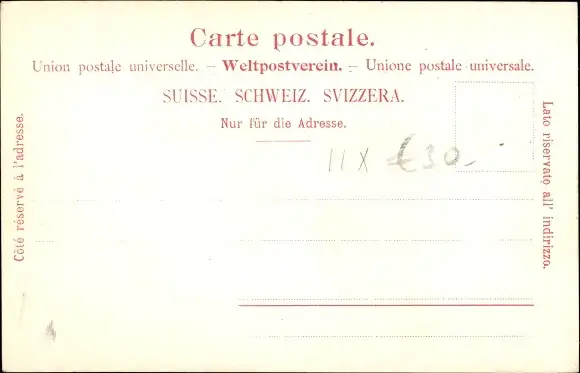 Carte postale.
Union postale universelle. – Weltpostverein. – Unione postale universale.
SUISSE. SCHWEIZ. SVIZZERA.
Nur für die Adresse.
11 X €30.-
Côté réservé à l'adresse.
Lato riservato all' indirizzo.